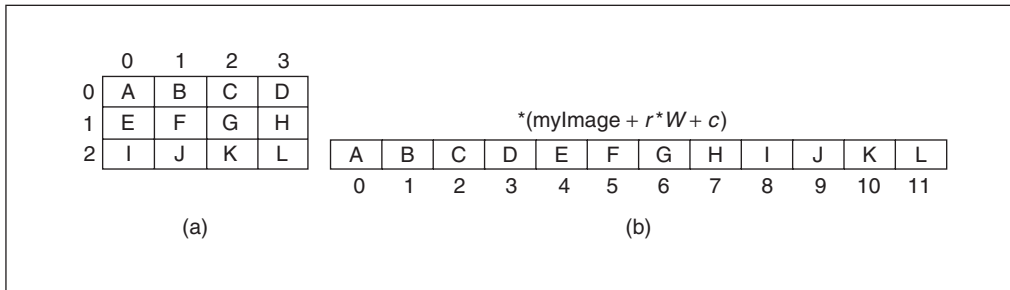 0 1 2 3
0 A B C D
1 E F G H
2 I J K L
(a)
*(myImage + r*W + c)
A B C D E F G H I J K L
0 1 2 3 4 5 6 7 8 9 10 11
(b)